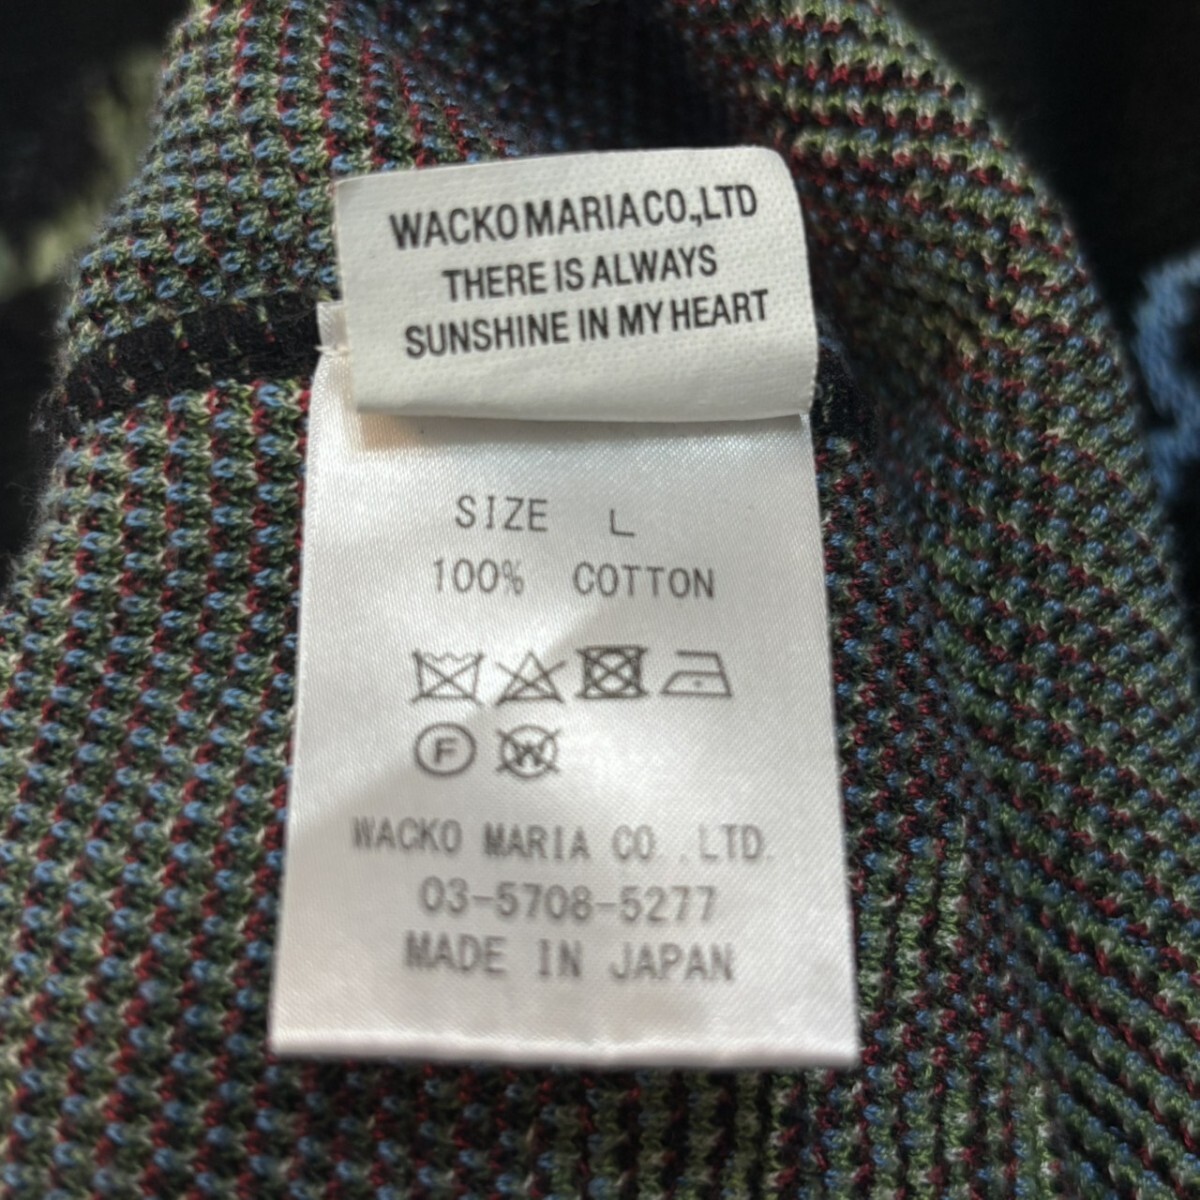 WACKO MARIA CO.,LTD
THERE IS ALWAYS
SUNSHINE IN MY HEART
SIZE L
100% COTTON
F W
WACKO MARIA CO.,LTD.
03-5708-5277
MADE IN JAPAN